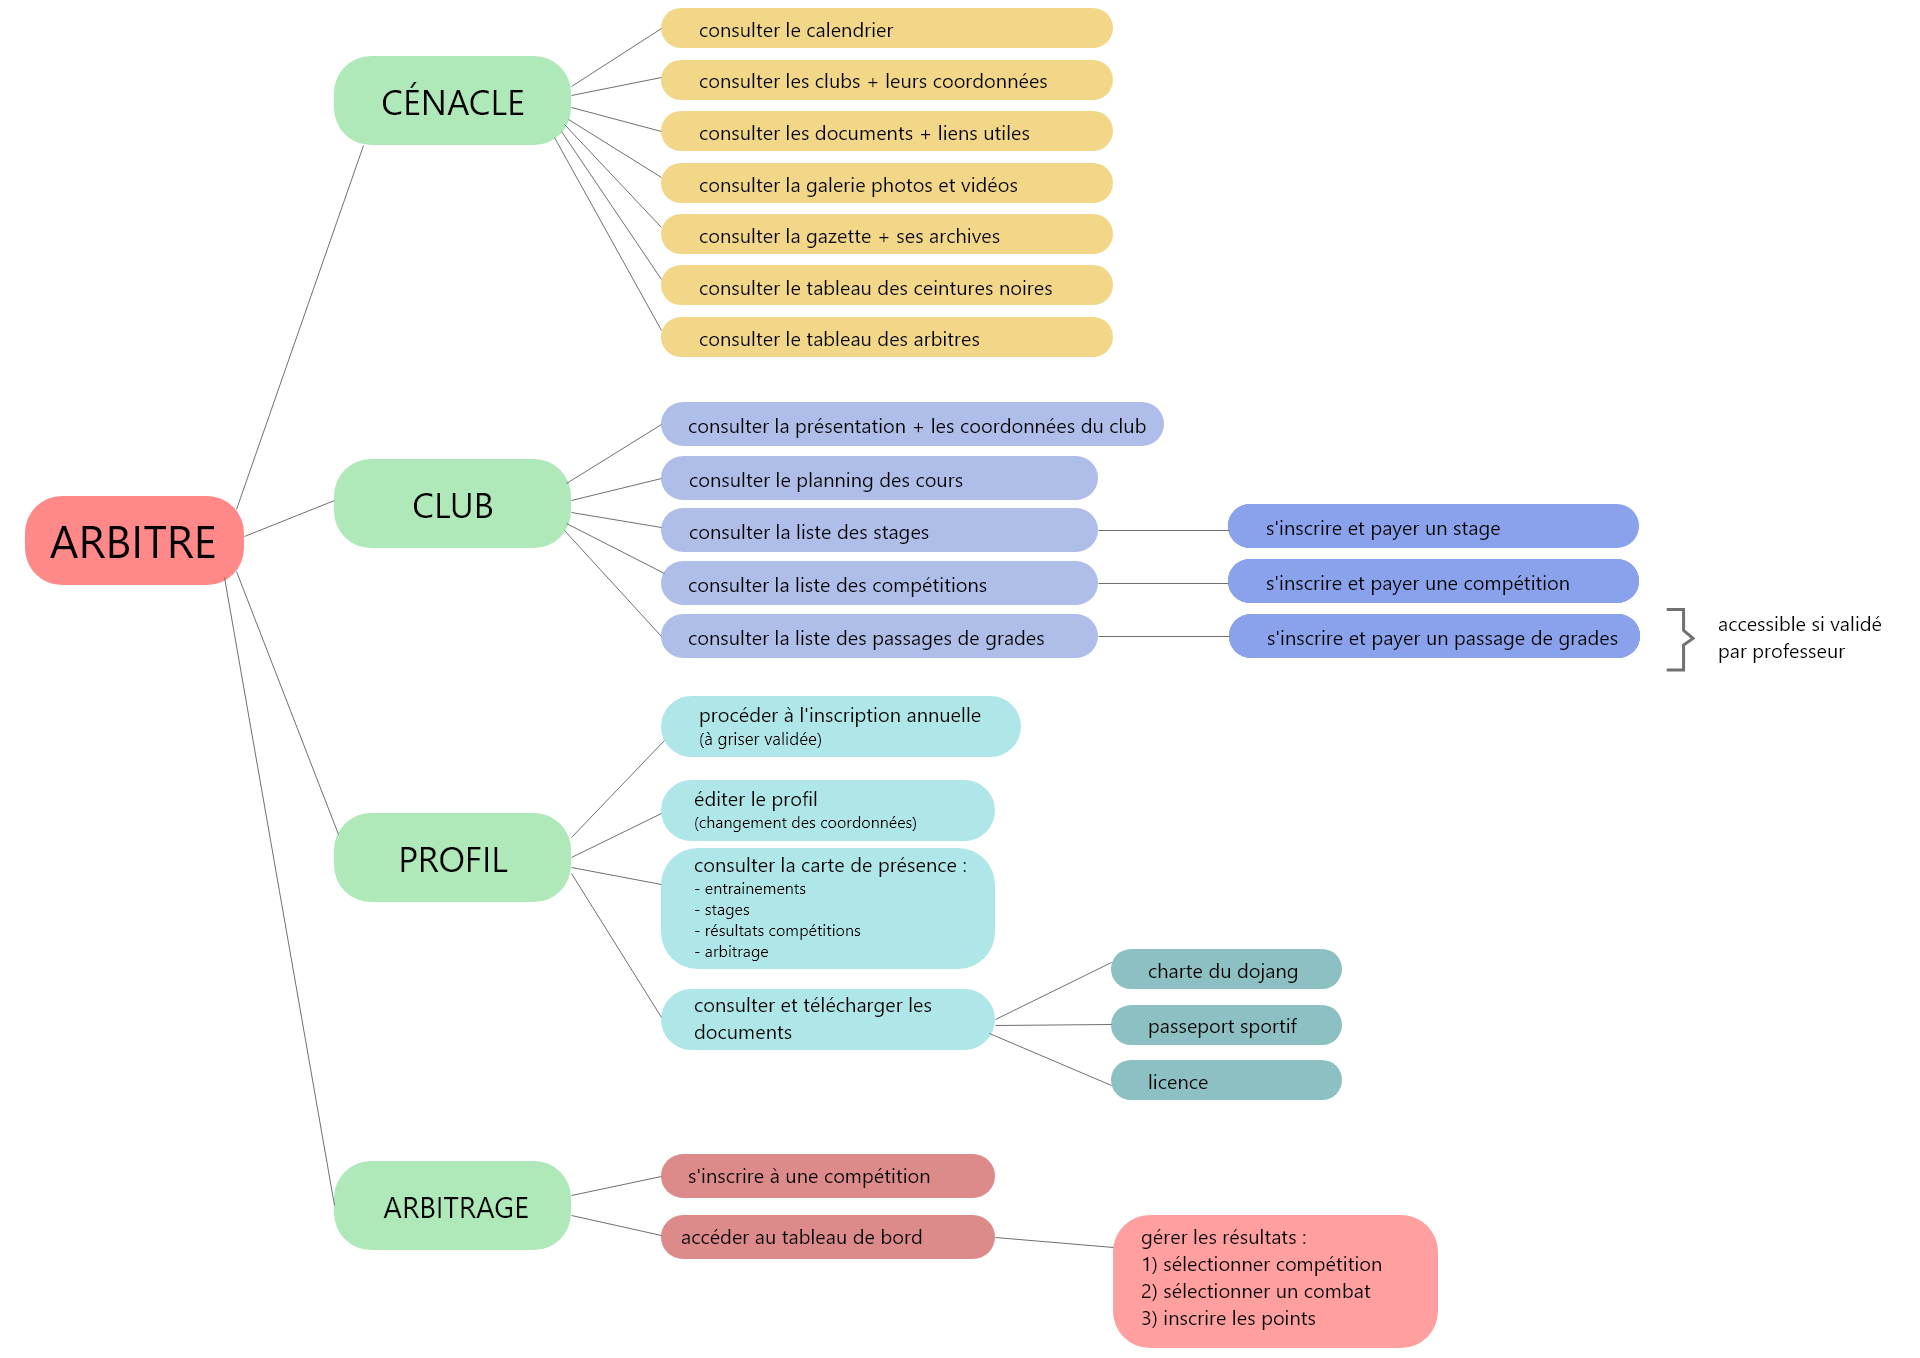 ARBITRE
CÉNACLE
consulter le calendrier
consulter les clubs + leurs coordonnées
consulter les documents + liens utiles
consulter la galerie photos et vidéos
consulter la gazette + ses archives
consulter le tableau des ceintures noires
consulter le tableau des arbitres
CLUB
consulter la présentation + les coordonnées du club
consulter le planning des cours
consulter la liste des stages
s'inscrire et payer un stage
consulter la liste des compétitions
s'inscrire et payer une compétition
consulter la liste des passages de grades
s'inscrire et payer un passage de grades
accessible si validé
par professeur
PROFIL
procéder à l'inscription annuelle
(à griser validée)
éditer le profil
(changement des coordonnées)
consulter la carte de présence :
- entrainements
- stages
- résultats compétitions
- arbitrage
consulter et télécharger les
documents
charte du dojang
passeport sportif
licence
ARBITRAGE
s'inscrire à une compétition
accéder au tableau de bord
gérer les résultats :
1) sélectionner compétition
2) sélectionner un combat
3) inscrire les points